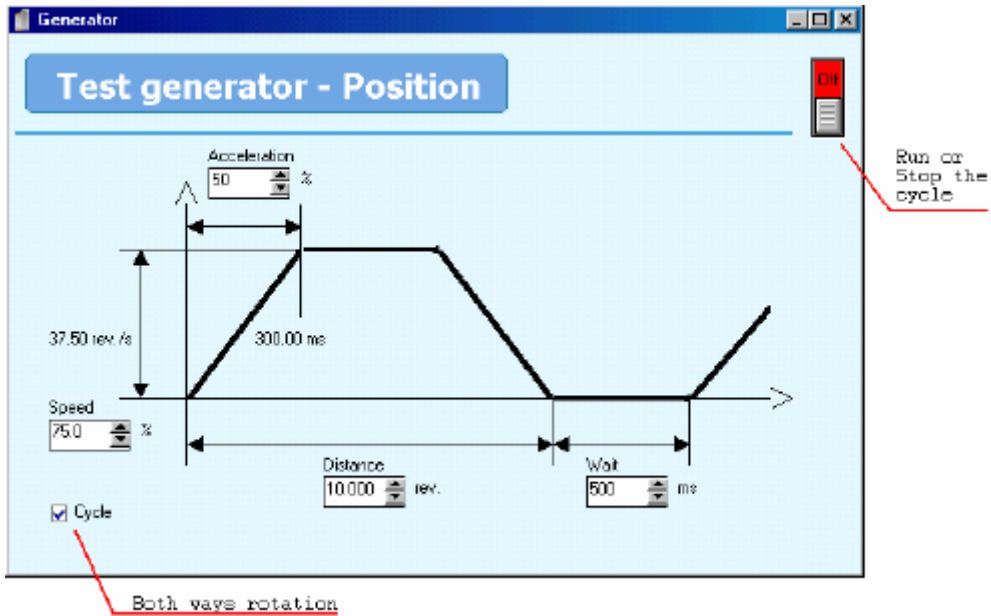 Generator
Test generator - Position
Off
Run or
Stop the
cycle
Acceleration
50 %
37.50 rev./s
300.00 ms
Speed
75.0 %
Distance
10.000 rev.
Wait
500 ms
Cycle
Both ways rotation